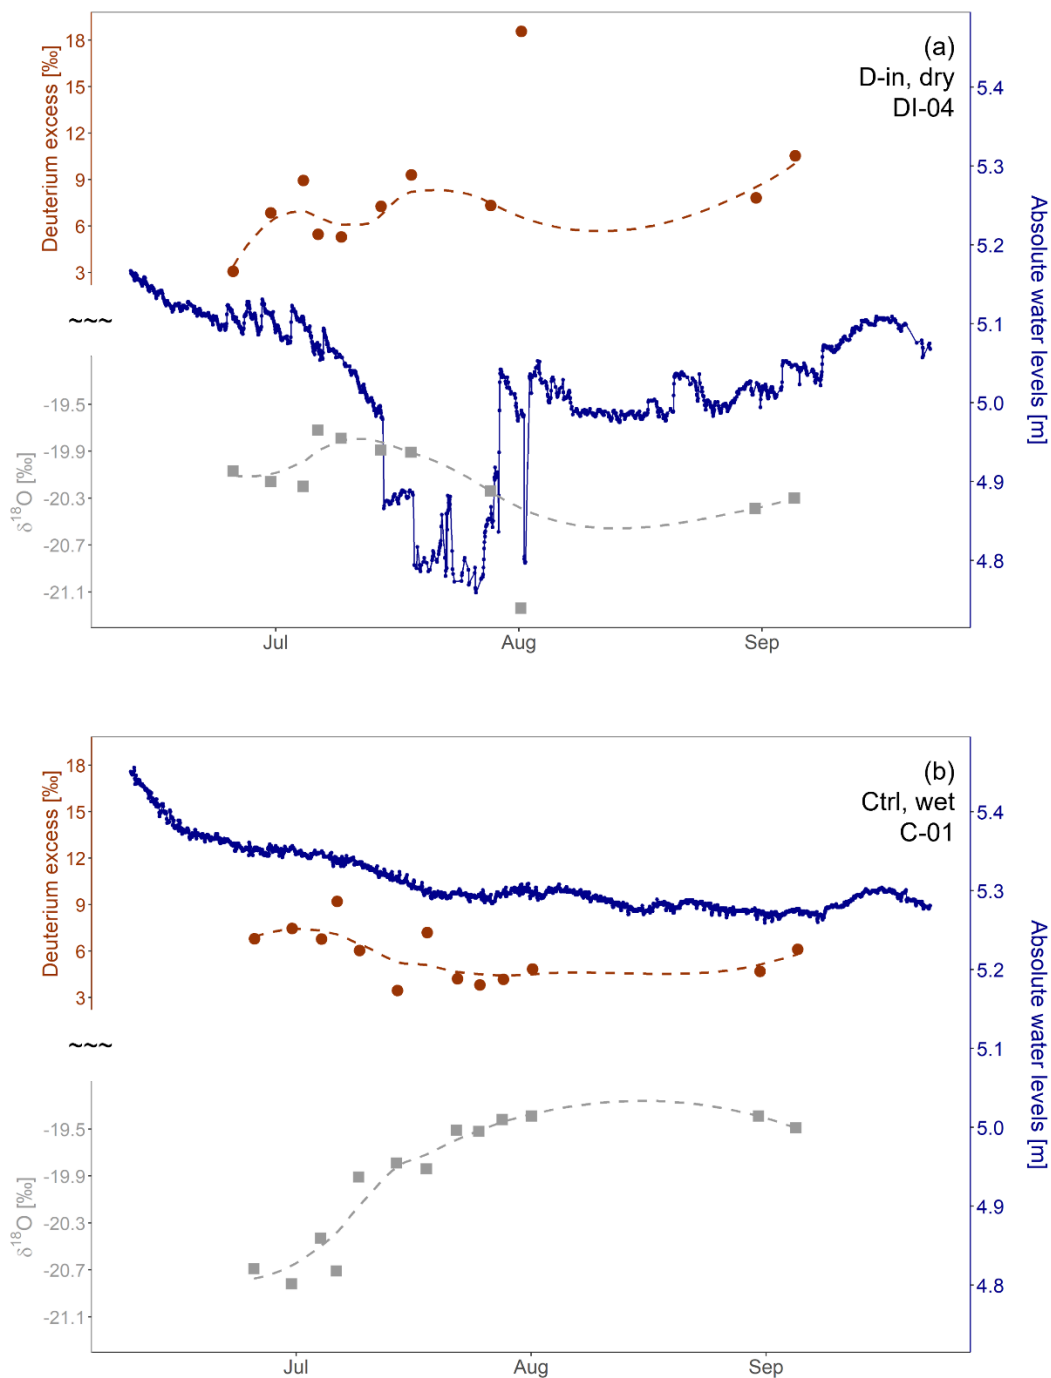 (a)
D-in, dry
DI-04
Deuterium excess [‰]
18
15
12
9
6
3
~~~
δ¹⁸O [‰]
-19.5
-19.9
-20.3
-20.7
-21.1
5.4
5.3
5.2
5.1
5.0
4.9
4.8
Absolute water levels [m]
Jul
Aug
Sep
(b)
Ctrl, wet
C-01
Deuterium excess [‰]
18
15
12
9
6
3
~~~
δ¹⁸O [‰]
-19.5
-19.9
-20.3
-20.7
-21.1
5.4
5.3
5.2
5.1
5.0
4.9
4.8
Absolute water levels [m]
Jul
Aug
Sep